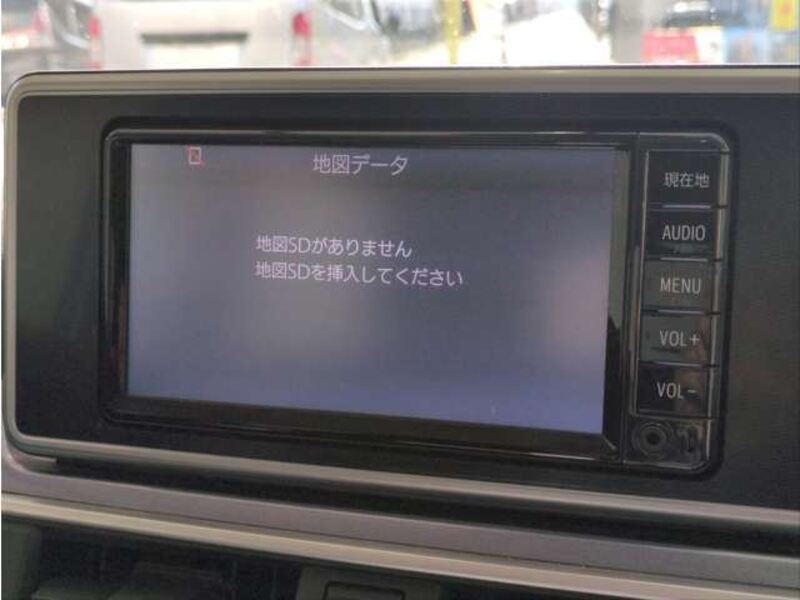 地図データ
地図SDがありません
地図SDを挿入してください
現在地
AUDIO
MENU
VOL+
VOL-